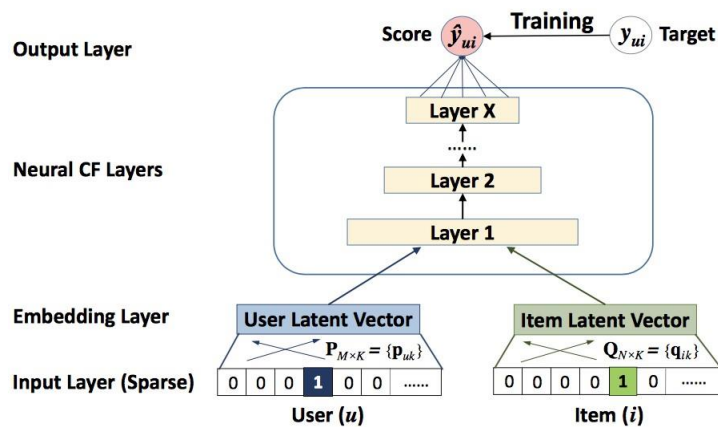 Output Layer
Score
ŷui
Training
yui
Target
Neural CF Layers
Layer X
......
Layer 2
Layer 1
Embedding Layer
User Latent Vector
Item Latent Vector
PM×K = {puk}
QN×K = {qik}
Input Layer (Sparse)
0 0 0 1 0 0 ......
0 0 0 0 1 0 ......
User (u)
Item (i)